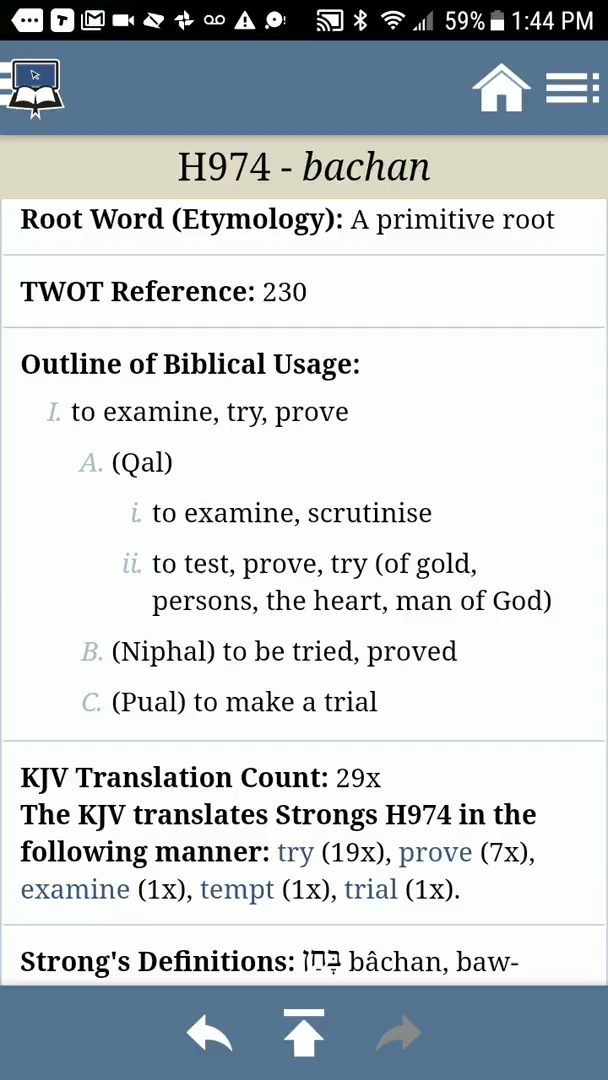 59% 1:44 PM
H974 - bachan
Root Word (Etymology): A primitive root
TWOT Reference: 230
Outline of Biblical Usage:
I. to examine, try, prove
A. (Qal)
i. to examine, scrutinise
ii. to test, prove, try (of gold,
persons, the heart, man of God)
B. (Niphal) to be tried, proved
C. (Pual) to make a trial
KJV Translation Count: 29x
The KJV translates Strongs H974 in the
following manner: try (19x), prove (7x),
examine (1x), tempt (1x), trial (1x).
Strong's Definitions: בָּחַן bâchan, baw-